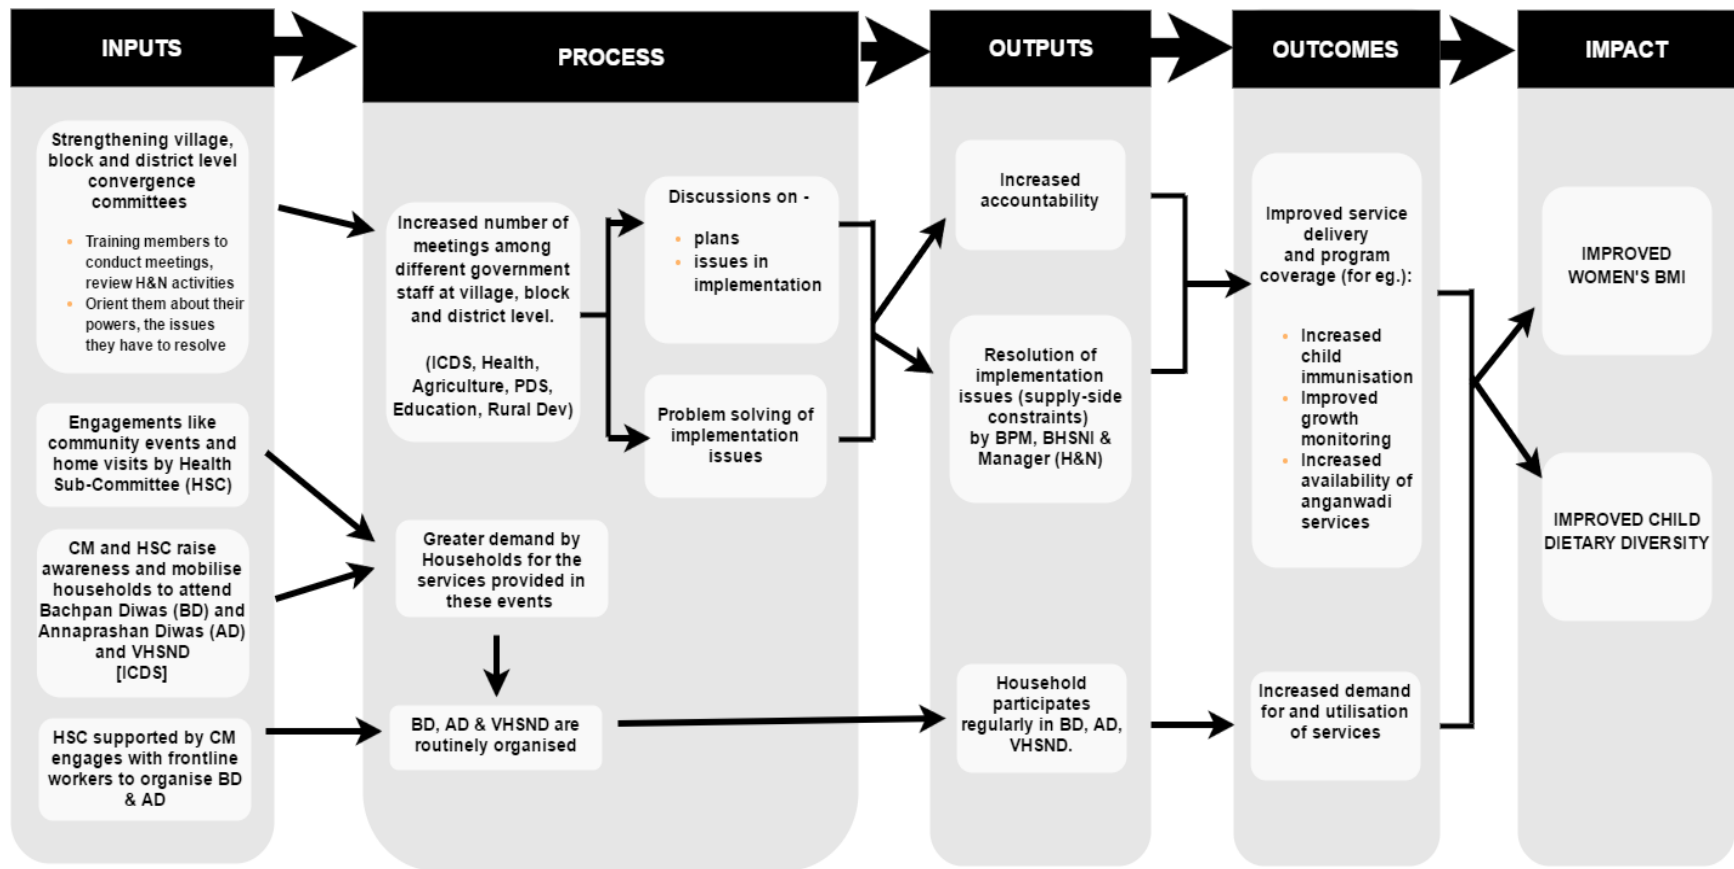 INPUTS
PROCESS
OUTPUTS
OUTCOMES
IMPACT
Strengthening village,
block and district level
convergence
committees
Training members to
conduct meetings,
review H&N activities
Orient them about their
powers, the issues
they have to resolve
Engagements like
community events and
home visits by Health
Sub-Committee (HSC)
CM and HSC raise
awareness and mobilise
households to attend
Bachpan Diwas (BD) and
Annaprashan Diwas (AD)
and VHSND
[ICDS]
HSC supported by CM
engages with frontline
workers to organise BD
& AD
Increased number of
meetings among
different government
staff at village, block
and district level.
(ICDS, Health,
Agriculture, PDS,
Education, Rural Dev)
Discussions on -
plans
issues in
implementation
Problem solving of
implementation
issues
Greater demand by
Households for the
services provided in
these events
BD, AD & VHSND are
routinely organised
Increased
accountability
Resolution of
implementation
issues (supply-side
constraints)
by BPM, BHSNI &
Manager (H&N)
Household
participates
regularly in BD, AD,
VHSND.
Improved service
delivery
and program
coverage (for eg.):
Increased
child
immunisation
Improved
growth
monitoring
Increased
availability of
anganwadi
services
Increased demand
for and utilisation
of services
IMPROVED
WOMEN'S BMI
IMPROVED CHILD
DIETARY DIVERSITY